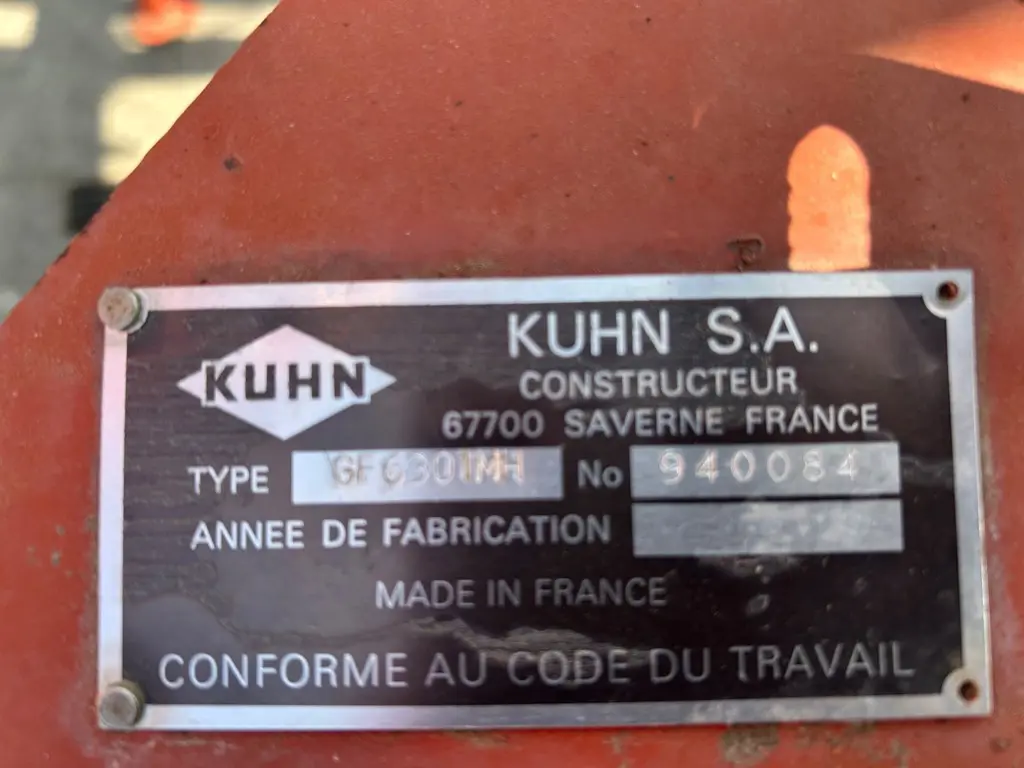 KUHN
KUHN S.A.
CONSTRUCTEUR
67700 SAVERNE FRANCE
TYPE GF6301MH No 940084
ANNEE DE FABRICATION
MADE IN FRANCE
CONFORME AU CODE DU TRAVAIL